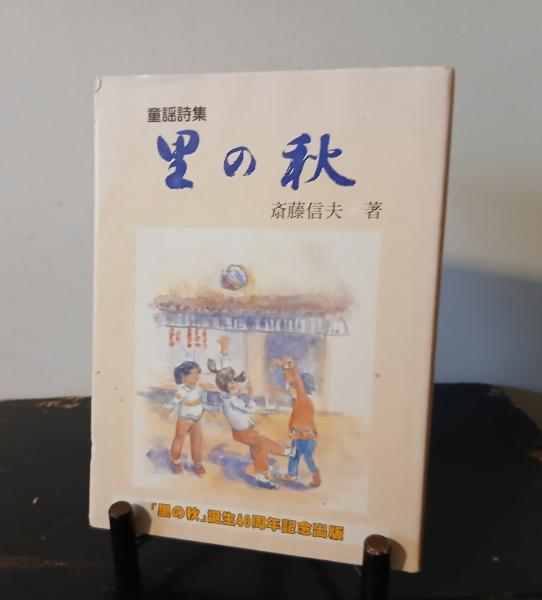 童謡詩集
里の秋
斎藤信夫 著
『里の秋』誕生40周年記念出版